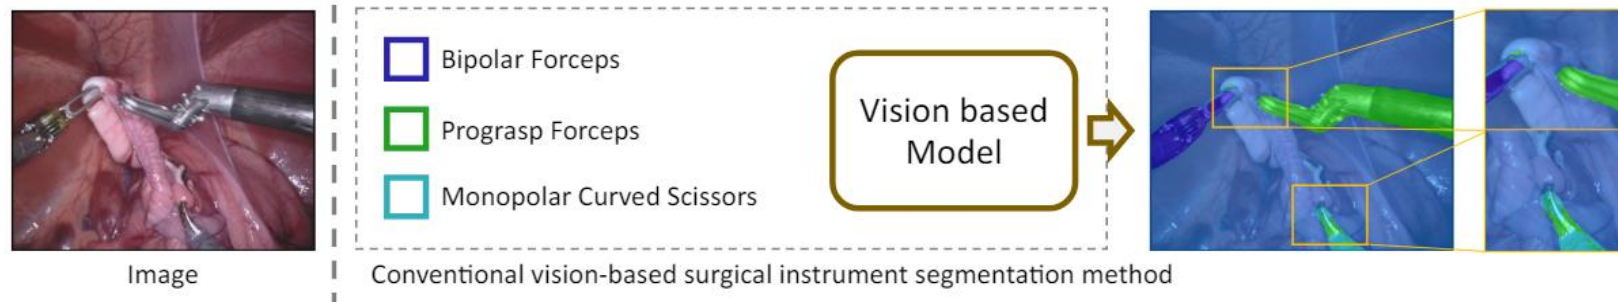 Image
Bipolar Forceps
Prograsp Forceps
Monopolar Curved Scissors
Vision based
Model
Conventional vision-based surgical instrument segmentation method